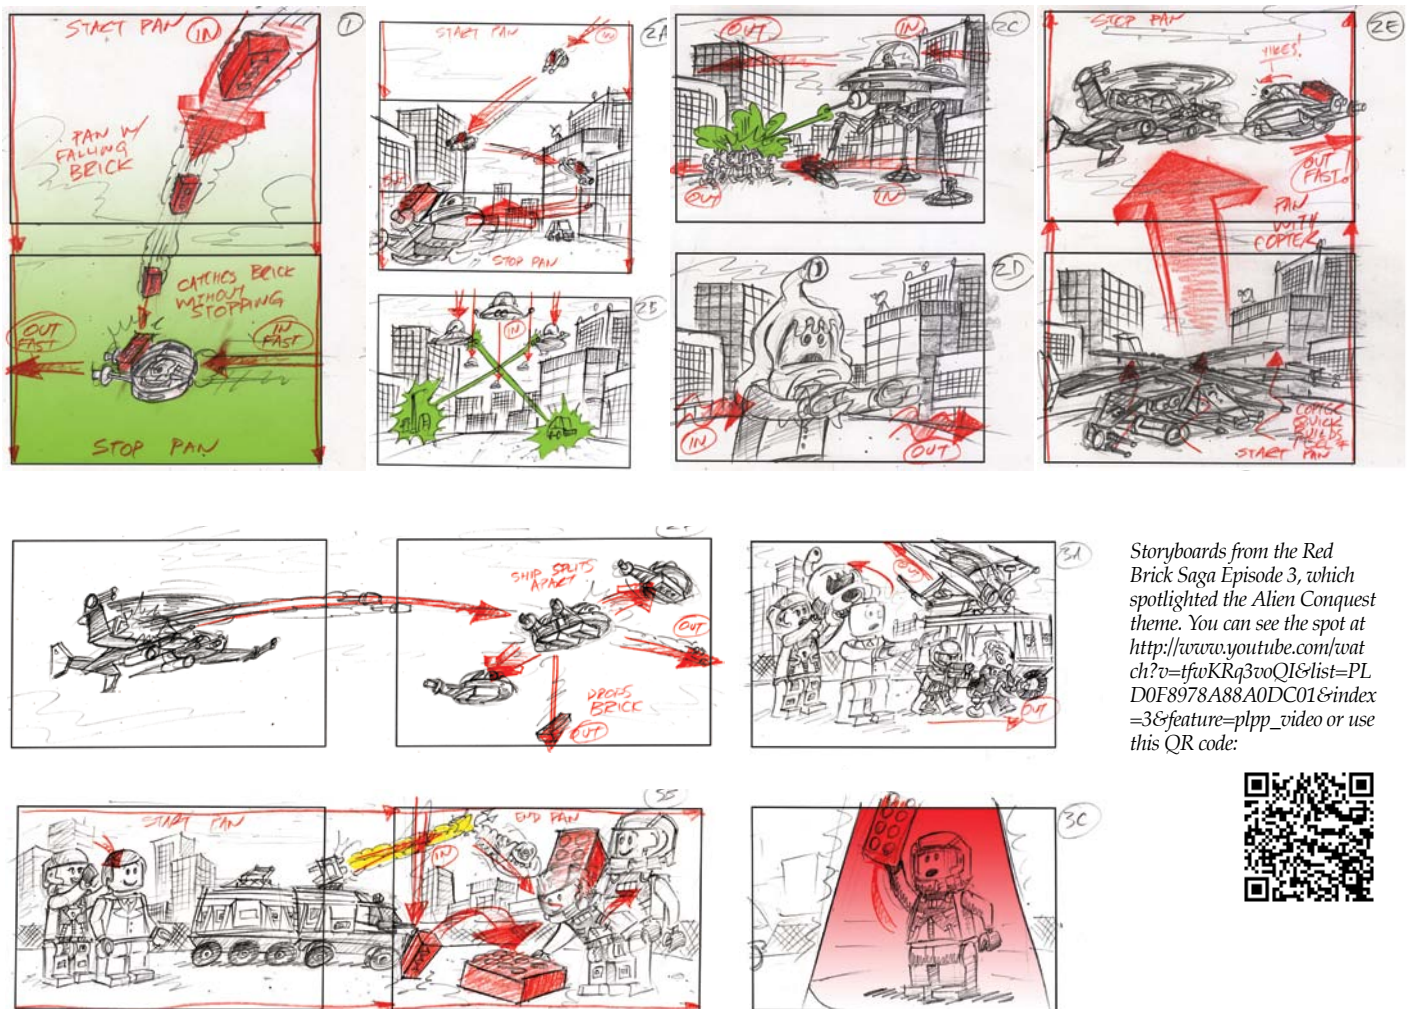 START PAN
IN
1
PAN W/
FALLING
BRICK
CATCHES BRICK
WITHOUT
STOPPING
OUT
FAST
IN
FAST
STOP PAN
START PAN
IN
2A
OUT
STOP PAN
2B
IN
2C
OUT
IN
OUT
IN
2D
IN
OUT
STOP PAN
2E
YIKES!
OUT
FAST!
PAN
WITH
COPTER
COPTER
QUICK
BUILDS
START PAN
SHIP SPLITS
APART
OUT
DROPS
BRICK
OUT
3A
OUT
OUT
START PAN
IN
END PAN
3C
Storyboards from the Red
Brick Saga Episode 3, which
spotlighted the Alien Conquest
theme. You can see the spot at
http://www.youtube.com/wat
ch?v=tfwKRq3voQI&list=PL
D0F8978A88A0DC01&index
=3&feature=plpp_video or use
this QR code: